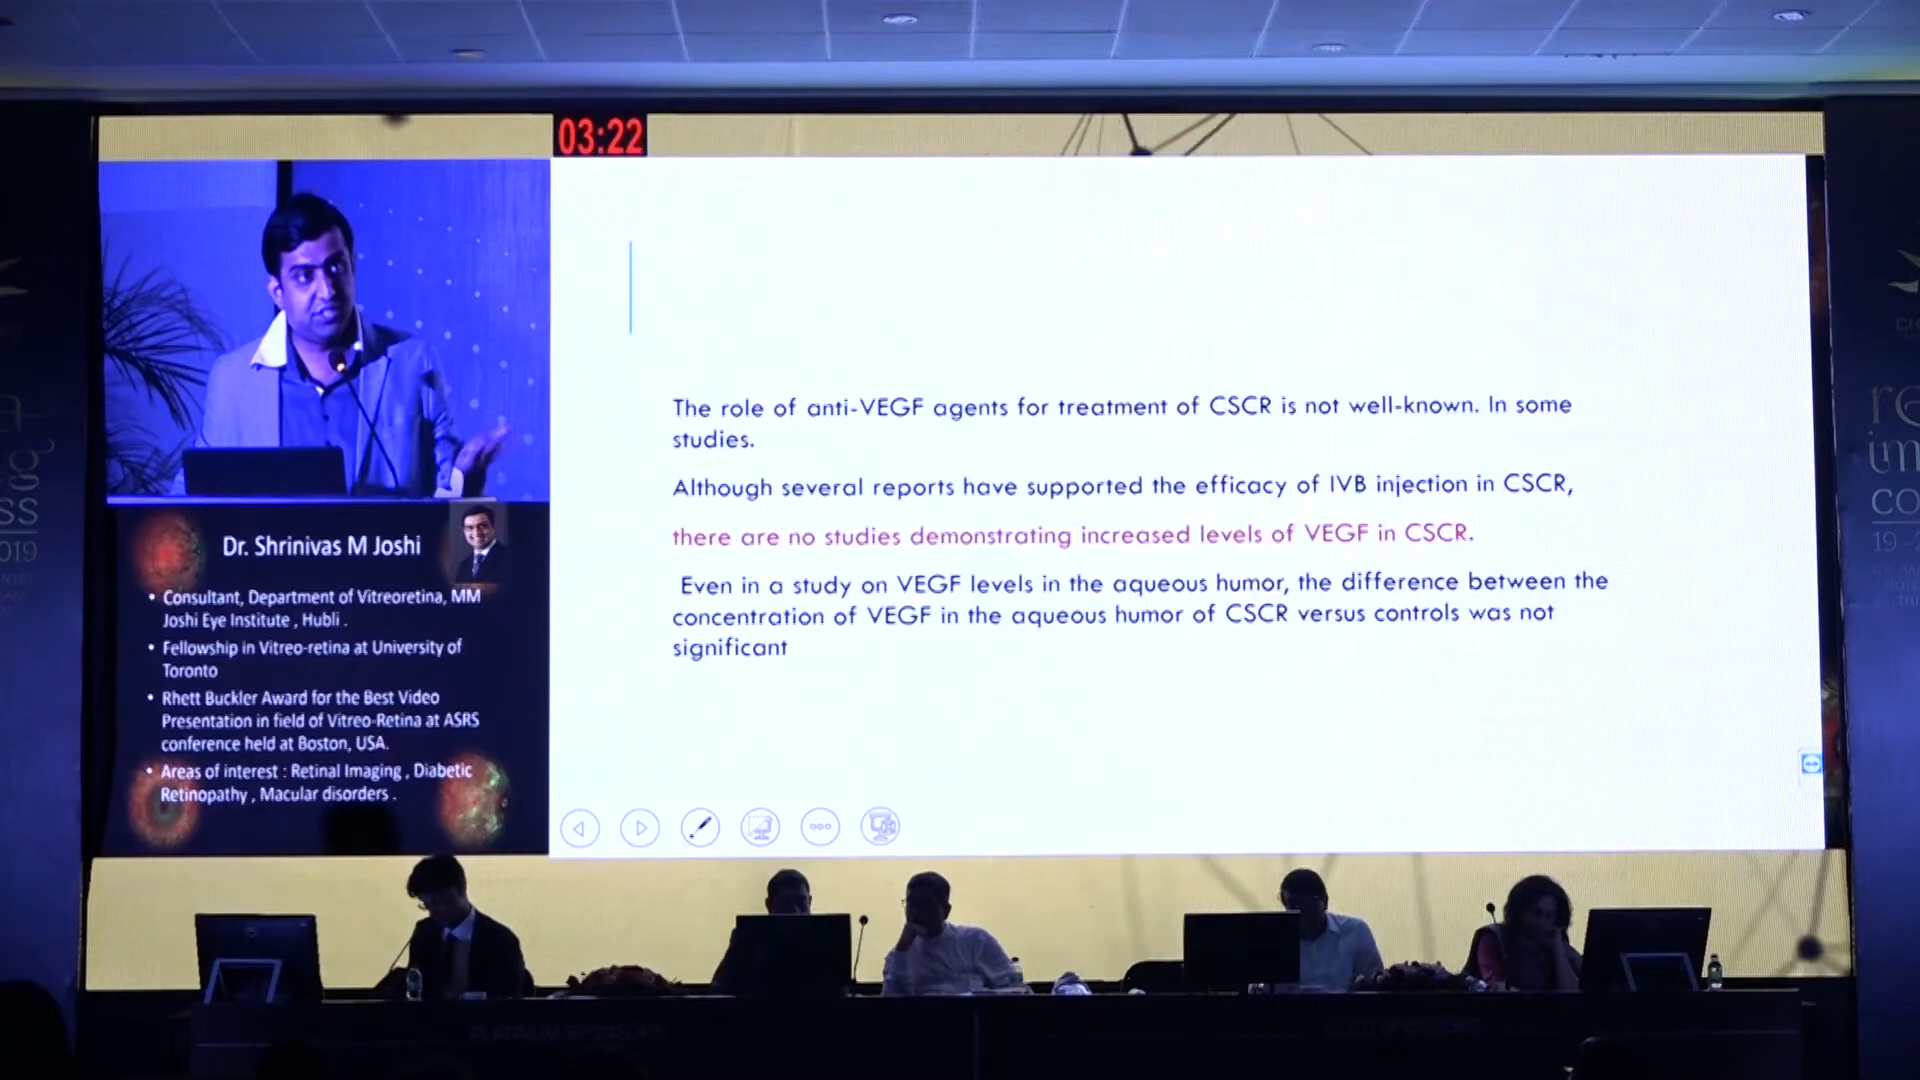 03:22
The role of anti-VEGF agents for treatment of CSCR is not well-known. In some
studies.
Although several reports have supported the efficacy of IVB injection in CSCR,
there are no studies demonstrating increased levels of VEGF in CSCR.
Even in a study on VEGF levels in the aqueous humor, the difference between the
concentration of VEGF in the aqueous humor of CSCR versus controls was not
significant
Dr. Shrinivas M Joshi
• Consultant, Department of Vitreoretina, MM
Joshi Eye Institute , Hubli .
• Fellowship in Vitreo-retina at University of
Toronto
• Rhett Buckler Award for the Best Video
Presentation in field of Vitreo-Retina at ASRS
conference held at Boston, USA.
• Areas of interest : Retinal Imaging , Diabetic
Retinopathy , Macular disorders .